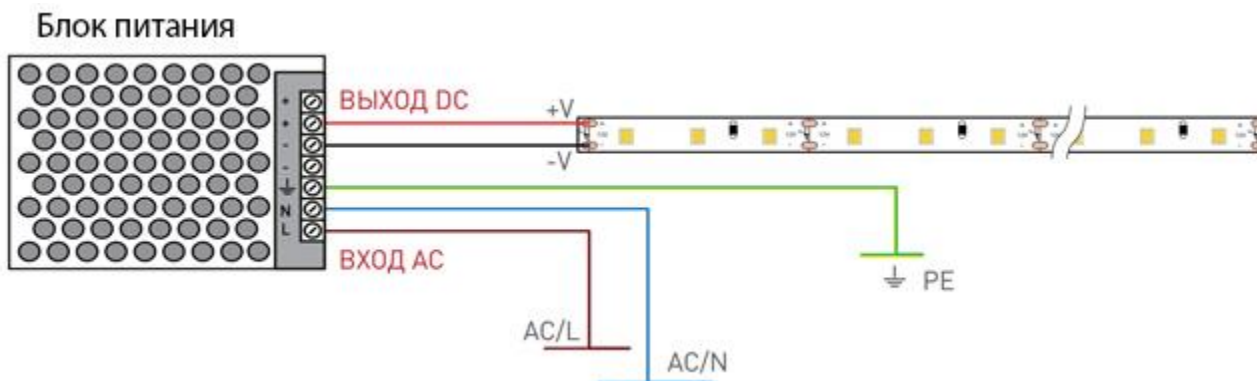 Блок питания
+
ВЫХОД DC
+V
+
-
-V
-
N
L
ВХОД AC
PE
AC/L
AC/N